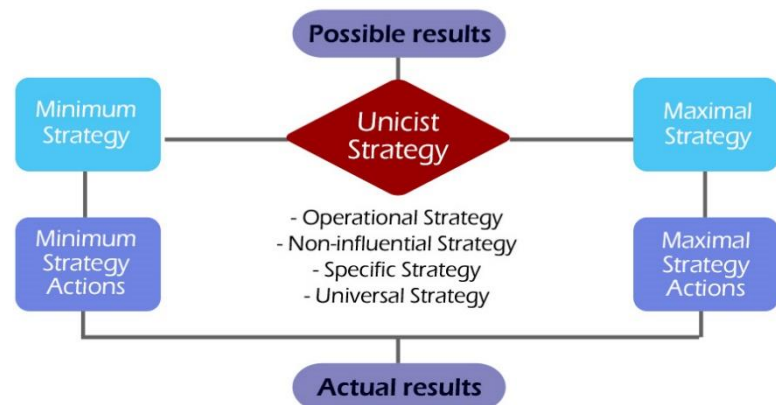 Possible results
Minimum
Strategy
Unicist
Strategy
Maximal
Strategy
Minimum
Strategy
Actions
- Operational Strategy
- Non-influential Strategy
- Specific Strategy
- Universal Strategy
Maximal
Strategy
Actions
Actual results